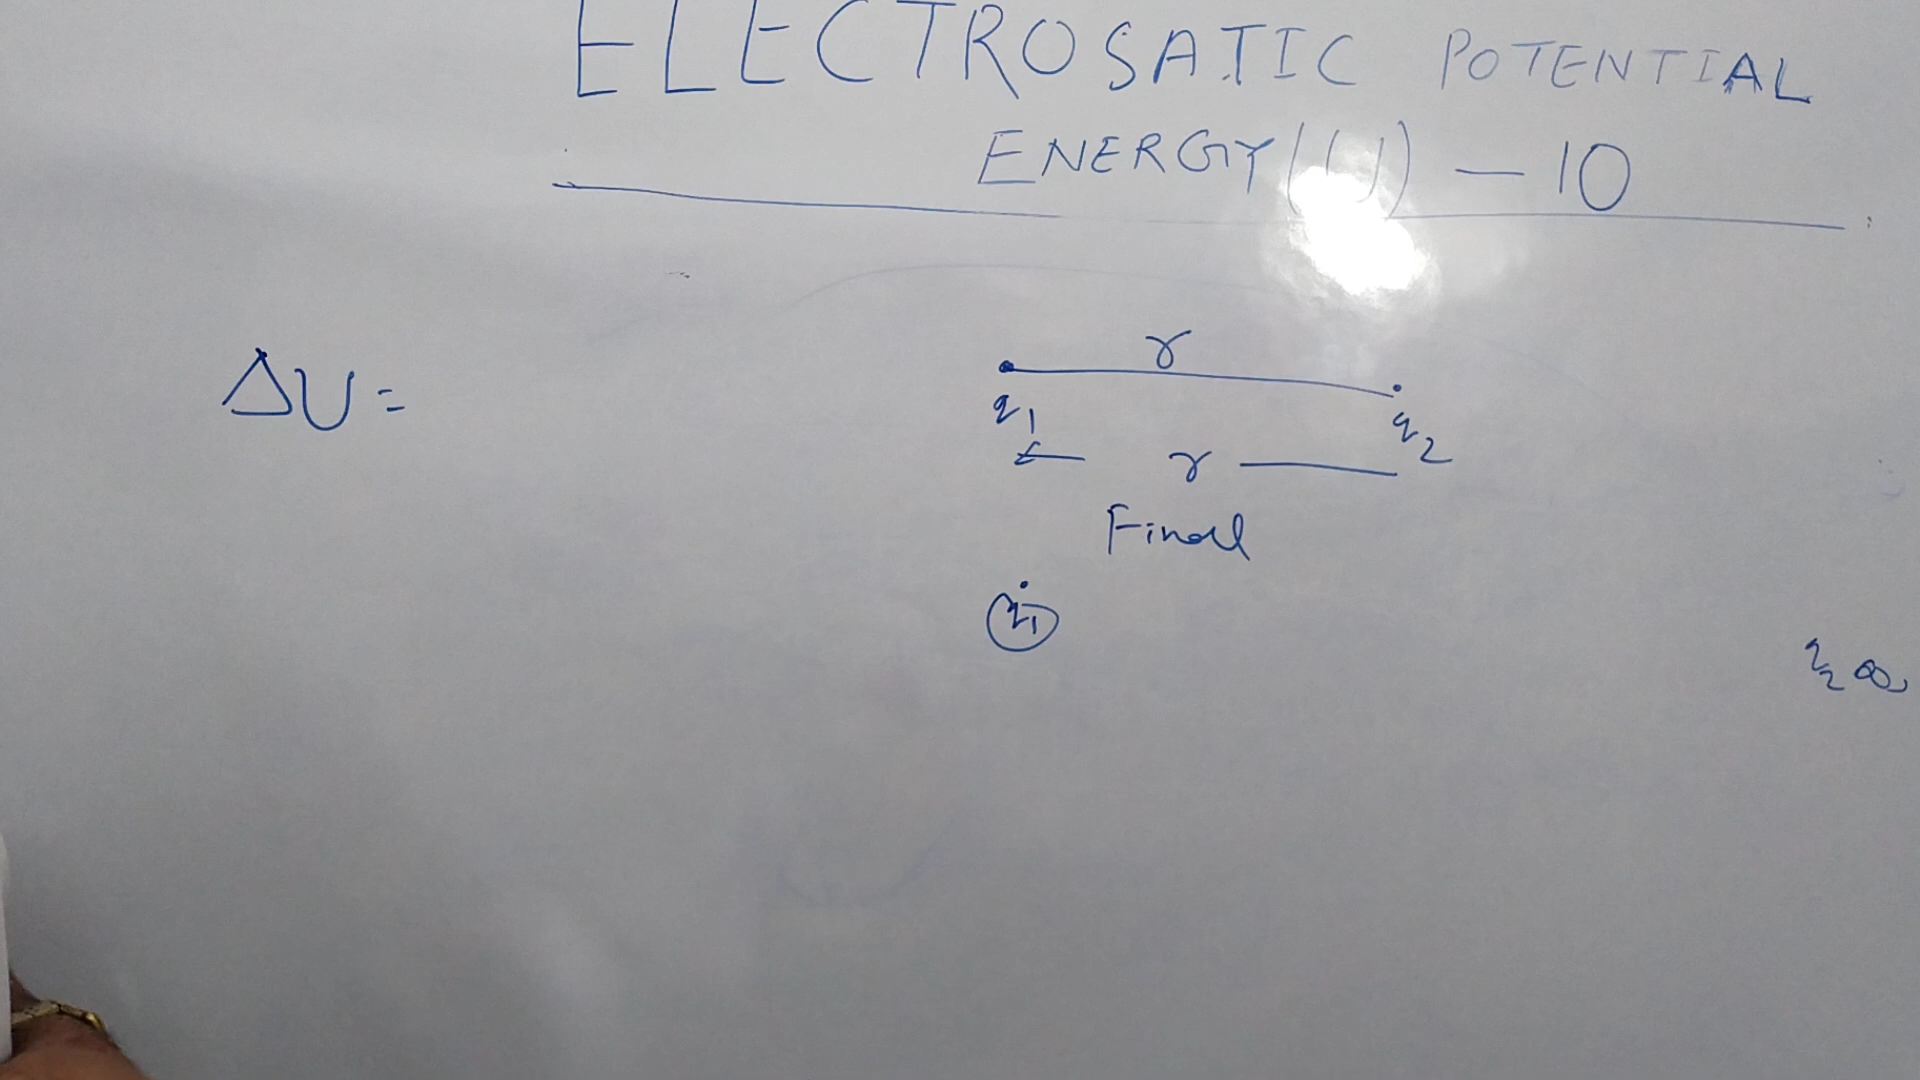 ELECTROSATIC POTENTIAL
ENERGY (U) — 10
ΔU =
r
q1
q2
r
Final
q1
q2 ∞